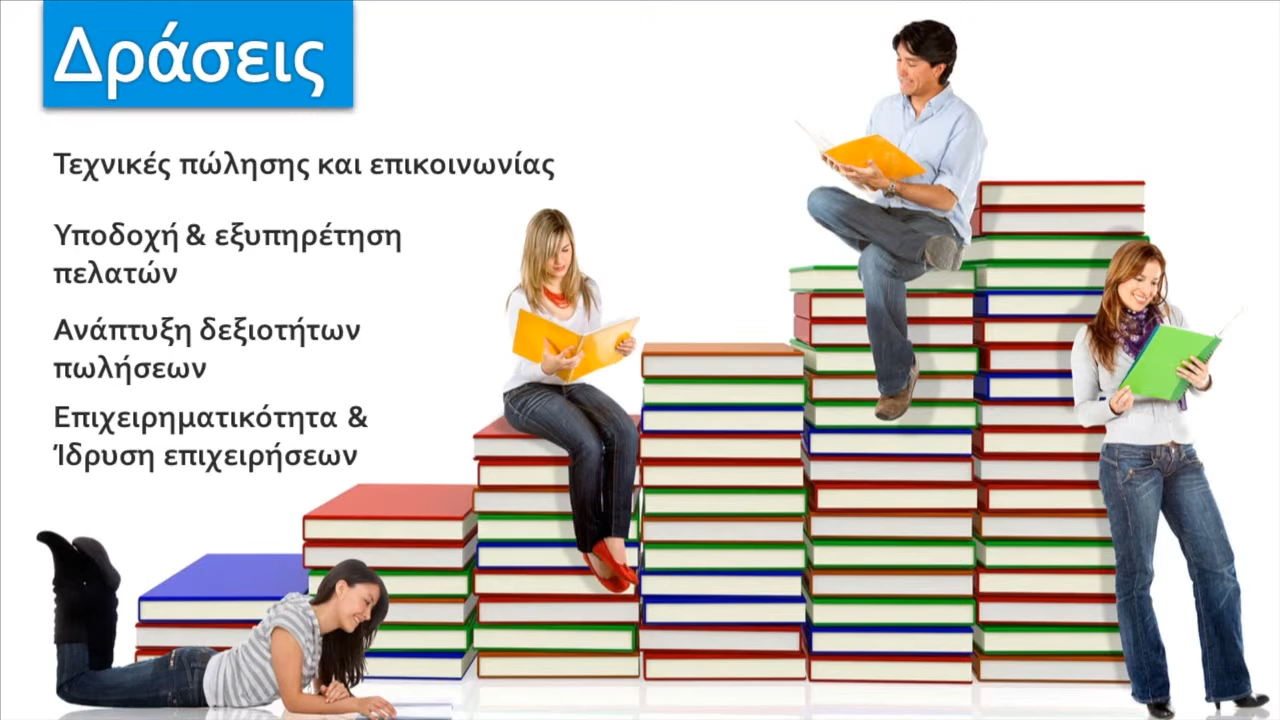 Δράσεις
Τεχνικές πώλησης και επικοινωνίας
Υποδοχή & εξυπηρέτηση
πελατών
Ανάπτυξη δεξιοτήτων
πωλήσεων
Επιχειρηματικότητα &
Ίδρυση επιχειρήσεων